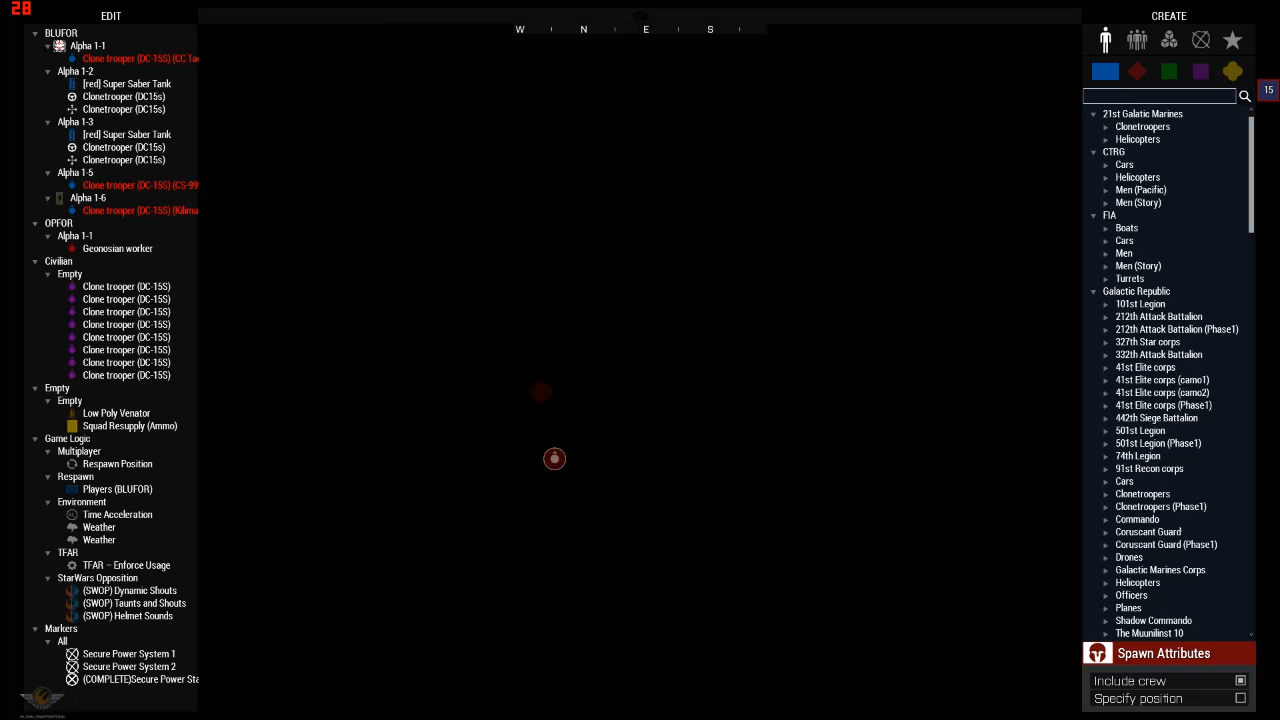 28
EDIT
BLUFOR
Alpha 1-1
Clone trooper (DC-15S) (CC Tac
Alpha 1-2
[red] Super Saber Tank
Clonetrooper (DC15s)
Clonetrooper (DC15s)
Alpha 1-3
[red] Super Saber Tank
Clonetrooper (DC15s)
Clonetrooper (DC15s)
Alpha 1-5
Clone trooper (DC-15S) (CS-99
Alpha 1-6
Clone trooper (DC-15S) (Kilima
OPFOR
Alpha 1-1
Geonosian worker
Civilian
Empty
Clone trooper (DC-15S)
Clone trooper (DC-15S)
Clone trooper (DC-15S)
Clone trooper (DC-15S)
Clone trooper (DC-15S)
Clone trooper (DC-15S)
Clone trooper (DC-15S)
Clone trooper (DC-15S)
Empty
Empty
Low Poly Venator
Squad Resupply (Ammo)
Game Logic
Multiplayer
Respawn Position
Respawn
Players (BLUFOR)
Environment
Time Acceleration
Weather
Weather
TFAR
TFAR – Enforce Usage
StarWars Opposition
(SWOP) Dynamic Shouts
(SWOP) Taunts and Shouts
(SWOP) Helmet Sounds
Markers
All
Secure Power System 1
Secure Power System 2
(COMPLETE)Secure Power Sta
W N E S
CREATE
15
21st Galatic Marines
Clonetroopers
Helicopters
CTRG
Cars
Helicopters
Men (Pacific)
Men (Story)
FIA
Boats
Cars
Men
Men (Story)
Turrets
Galactic Republic
101st Legion
212th Attack Battalion
212th Attack Battalion (Phase1)
327th Star corps
332th Attack Battalion
41st Elite corps
41st Elite corps (camo1)
41st Elite corps (camo2)
41st Elite corps (Phase1)
442th Siege Battalion
501st Legion
501st Legion (Phase1)
74th Legion
91st Recon corps
Cars
Clonetroopers
Clonetroopers (Phase1)
Commando
Coruscant Guard
Coruscant Guard (Phase1)
Drones
Galactic Marines Corps
Helicopters
Officers
Planes
Shadow Commando
The Muunilinst 10
Spawn Attributes
Include crew
Specify position